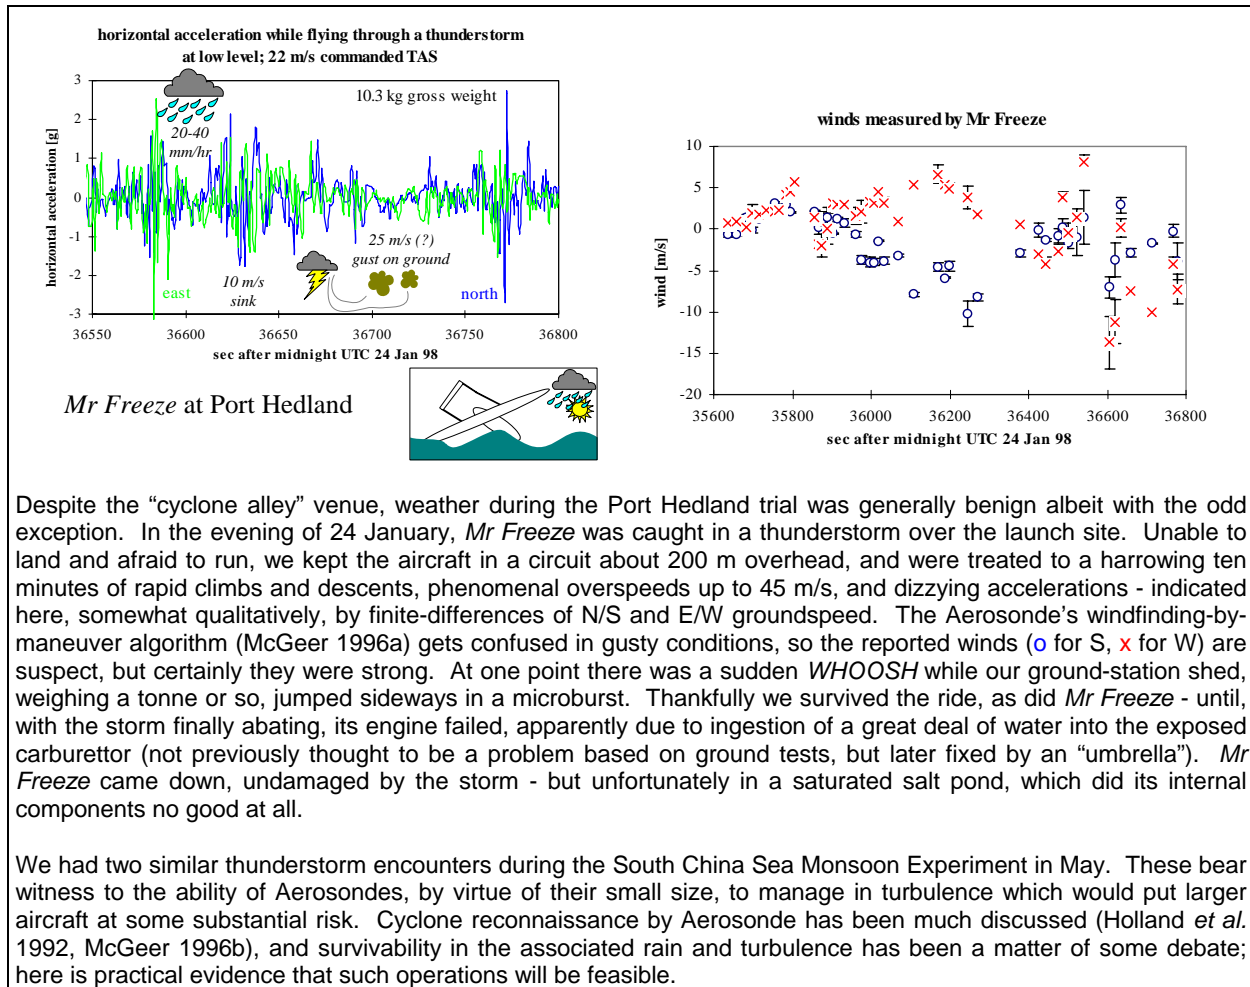 horizontal acceleration while flying through a thunderstorm
at low level; 22 m/s commanded TAS
horizontal acceleration [g]
3
2
1
0
-1
-2
-3
10.3 kg gross weight
20-40
mm/hr
25 m/s (?)
gust on ground
10 m/s
sink
east
north
36550
36600
36650
36700
36750
36800
sec after midnight UTC 24 Jan 98
winds measured by Mr Freeze
wind [m/s]
10
5
0
-5
-10
-15
-20
35600
35800
36000
36200
36400
36600
36800
sec after midnight UTC 24 Jan 98
Mr Freeze at Port Hedland
Despite the “cyclone alley” venue, weather during the Port Hedland trial was generally benign albeit with the odd
exception. In the evening of 24 January, Mr Freeze was caught in a thunderstorm over the launch site. Unable to
land and afraid to run, we kept the aircraft in a circuit about 200 m overhead, and were treated to a harrowing ten
minutes of rapid climbs and descents, phenomenal overspeeds up to 45 m/s, and dizzying accelerations - indicated
here, somewhat qualitatively, by finite-differences of N/S and E/W groundspeed. The Aerosonde’s windfinding-by-
maneuver algorithm (McGeer 1996a) gets confused in gusty conditions, so the reported winds (o for S, x for W) are
suspect, but certainly they were strong. At one point there was a sudden WHOOSH while our ground-station shed,
weighing a tonne or so, jumped sideways in a microburst. Thankfully we survived the ride, as did Mr Freeze - until,
with the storm finally abating, its engine failed, apparently due to ingestion of a great deal of water into the exposed
carburettor (not previously thought to be a problem based on ground tests, but later fixed by an “umbrella”). Mr
Freeze came down, undamaged by the storm - but unfortunately in a saturated salt pond, which did its internal
components no good at all.
We had two similar thunderstorm encounters during the South China Sea Monsoon Experiment in May. These bear
witness to the ability of Aerosondes, by virtue of their small size, to manage in turbulence which would put larger
aircraft at some substantial risk. Cyclone reconnaissance by Aerosonde has been much discussed (Holland et al.
1992, McGeer 1996b), and survivability in the associated rain and turbulence has been a matter of some debate;
here is practical evidence that such operations will be feasible.